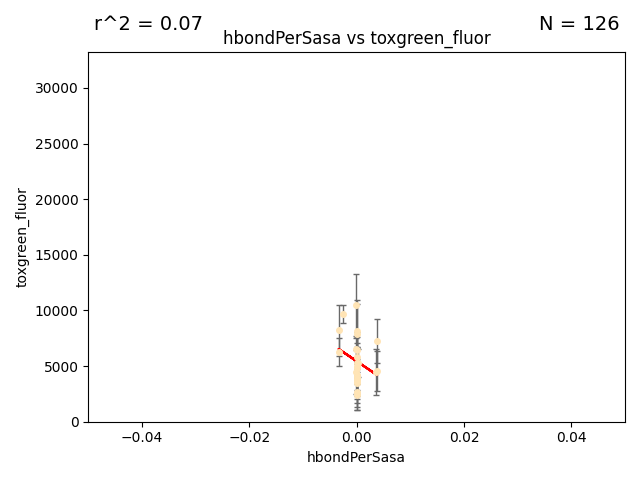 r^2 = 0.07
N = 126
hbondPerSasa vs toxgreen_fluor
toxgreen_fluor
30000
25000
20000
15000
10000
5000
0
−0.04
−0.02
0.00
0.02
0.04
hbondPerSasa